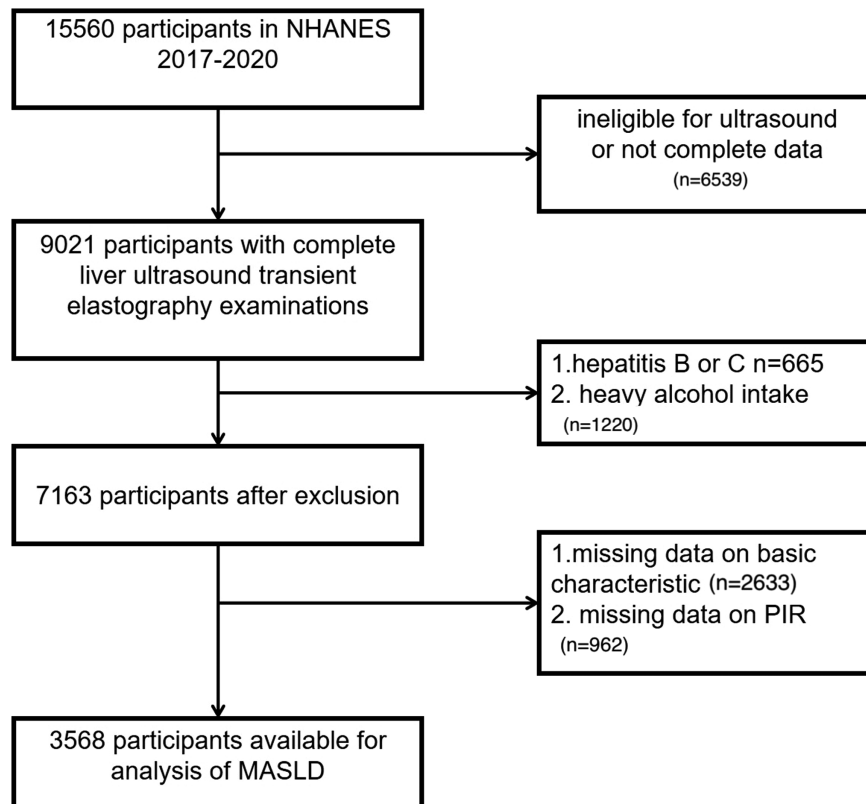 15560 participants in NHANES
2017-2020
ineligible for ultrasound
or not complete data
(n=6539)
9021 participants with complete
liver ultrasound transient
elastography examinations
1.hepatitis B or C n=665
2. heavy alcohol intake
(n=1220)
7163 participants after exclusion
1.missing data on basic
characteristic (n=2633)
2. missing data on PIR
(n=962)
3568 participants available for
analysis of MASLD